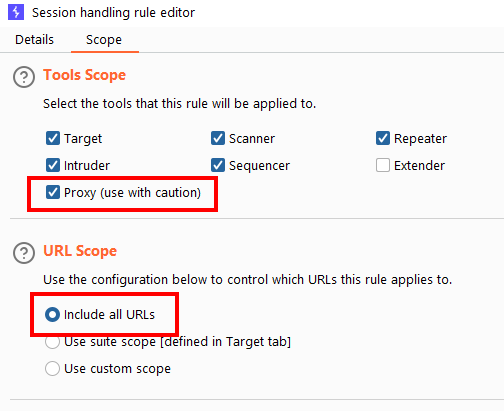 Session handling rule editor
Details Scope
? Tools Scope
Select the tools that this rule will be applied to.
Target Scanner Repeater
Intruder Sequencer Extender
Proxy (use with caution)
? URL Scope
Use the configuration below to control which URLs this rule applies to.
Include all URLs
Use suite scope [defined in Target tab]
Use custom scope